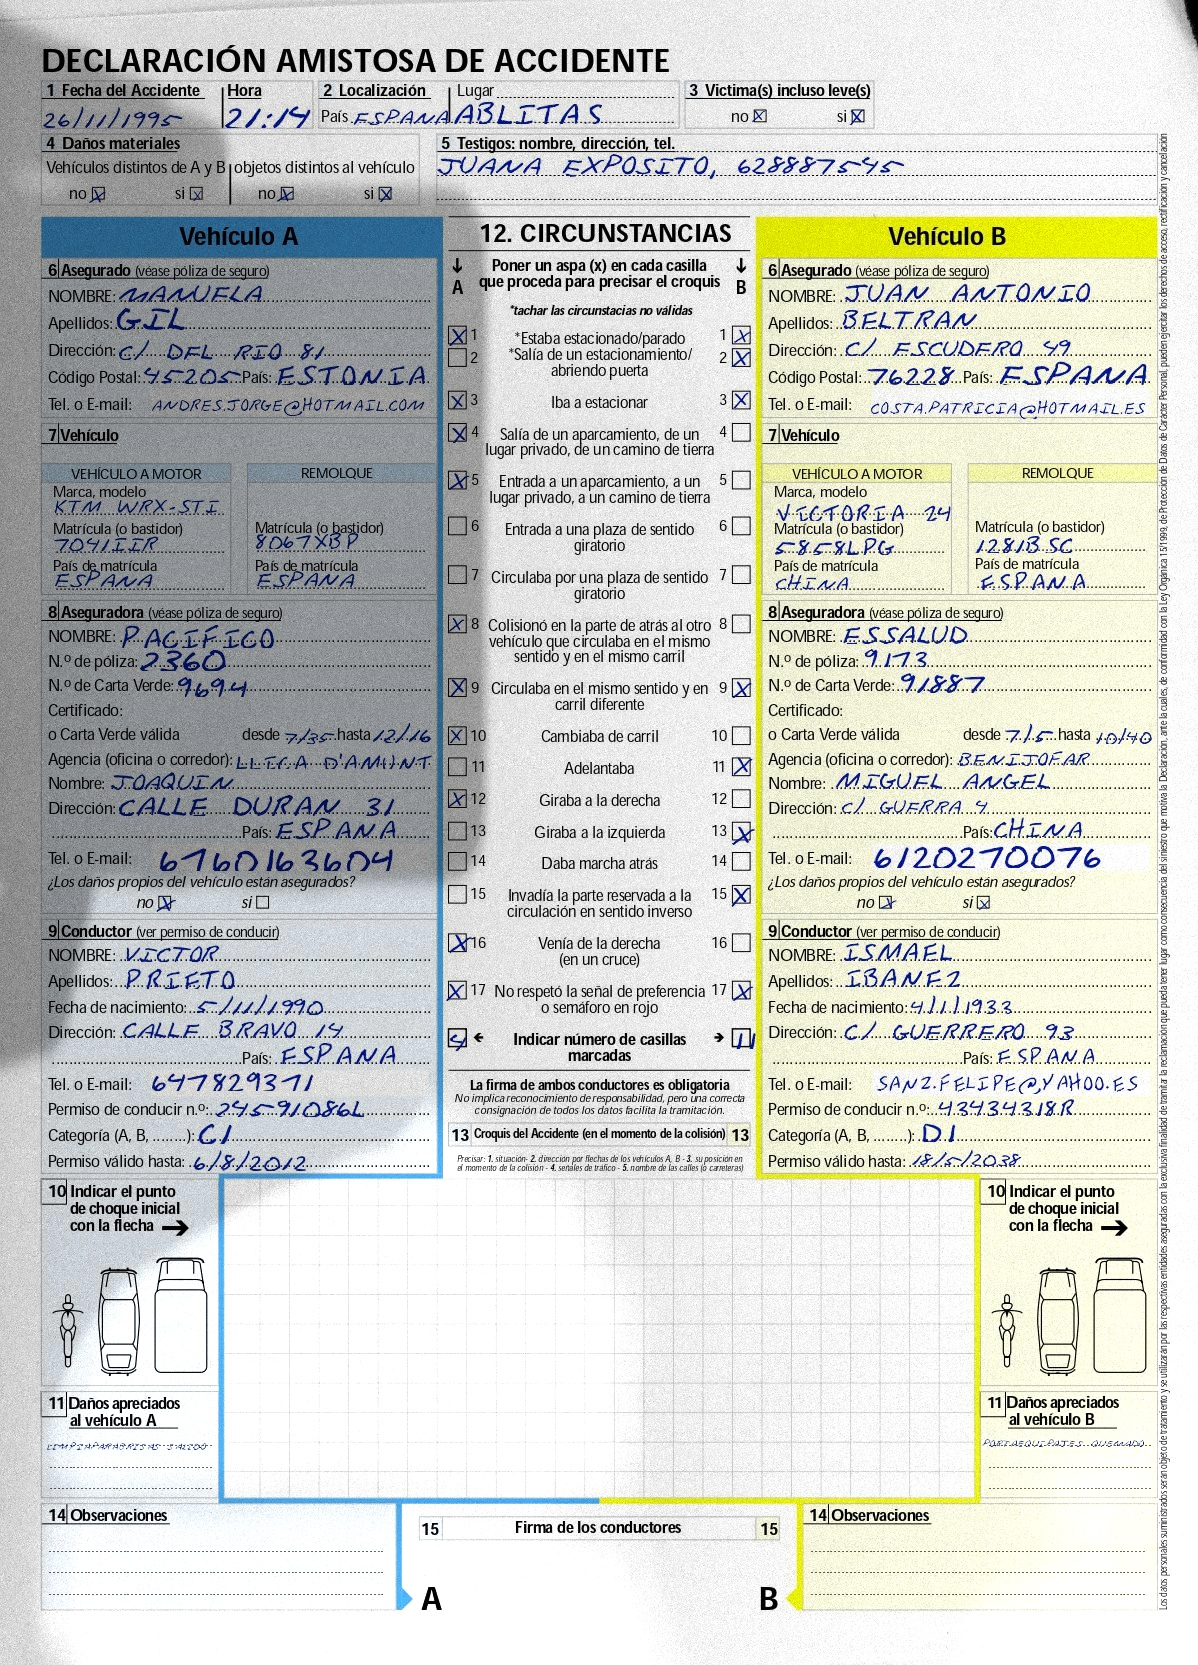 DECLARACIÓN AMISTOSA DE ACCIDENTE
1 Fecha del Accidente Hora 2 Localización Lugar 3 Victima(s) incluso leve(s)
26/11/1995 21:14 País ESPANA ABLITAS no ☒ si ☒
4 Daños materiales 5 Testigos: nombre, dirección, tel.
Vehículos distintos de A y B objetos distintos al vehículo JUANA EXPOSITO, 628887545
no ☒ si ☒ no ☒ si ☒
Vehículo A
6 Asegurado (véase póliza de seguro)
NOMBRE: MANUELA
Apellidos: GIL
Dirección: C/ DEL RIO 81
Código Postal: 45205 País: ESTONIA
Tel. o E-mail: ANDRES.JORGE@HOTMAIL.COM
7 Vehículo
VEHÍCULO A MOTOR REMOLQUE
Marca, modelo
KTM WRX-STI
Matrícula (o bastidor) Matrícula (o bastidor)
7041IIR 8067XBP
País de matrícula País de matrícula
ESPANA ESPANA
8 Aseguradora (véase póliza de seguro)
NOMBRE: PACIFICO
N.º de póliza: 2360
N.º de Carta Verde: 9694
Certificado:
o Carta Verde válida desde 7/35 hasta 12/16
Agencia (oficina o corredor): LLICA D'AMUNT
Nombre: JOAQUIN
Dirección: CALLE DURAN 31
País: ESPANA
Tel. o E-mail: 6760163604
¿Los daños propios del vehículo están asegurados?
no ☒ si ☐
9 Conductor (ver permiso de conducir)
NOMBRE: VICTOR
Apellidos: PRIETO
Fecha de nacimiento: 5/11/1990
Dirección: CALLE BRAVO 14
País: ESPANA
Tel. o E-mail: 647829371
Permiso de conducir n.º: 24591086L
Categoría (A, B, ........): C1
Permiso válido hasta: 6/8/2012
12. CIRCUNSTANCIAS
Poner un aspa (x) en cada casilla
A que proceda para precisar el croquis B
*tachar las circunstacias no válidas
☒ 1 *Estaba estacionado/parado 1 ☒
☐ 2 *Salía de un estacionamiento/ 2 ☒
abriendo puerta
☒ 3 Iba a estacionar 3 ☒
☒ 4 Salía de un aparcamiento, de un 4 ☐
lugar privado, de un camino de tierra
☒ 5 Entrada a un aparcamiento, a un 5 ☐
lugar privado, a un camino de tierra
☐ 6 Entrada a una plaza de sentido 6 ☐
giratorio
☐ 7 Circulaba por una plaza de sentido 7 ☐
giratorio
☒ 8 Colisionó en la parte de atrás al otro 8 ☐
vehículo que circulaba en el mismo
sentido y en el mismo carril
☒ 9 Circulaba en el mismo sentido y en 9 ☒
carril diferente
☒ 10 Cambiaba de carril 10 ☐
☐ 11 Adelantaba 11 ☒
☒ 12 Giraba a la derecha 12 ☐
☐ 13 Giraba a la izquierda 13 ☒
☐ 14 Daba marcha atrás 14 ☐
☐ 15 Invadía la parte reservada a la 15 ☒
circulación en sentido inverso
☒ 16 Venía de la derecha 16 ☐
(en un cruce)
☒ 17 No respetó la señal de preferencia 17 ☒
o semáforo en rojo
Indicar número de casillas 11
marcadas
La firma de ambos conductores es obligatoria
No implica reconocimiento de responsabilidad, pero una correcta
consignación de todos los datos facilita la tramitación.
13 Croquis del Accidente (en el momento de la colisión) 13
Precisar: 1. situación- 2. dirección por flechas de los vehículos A, B - 3. su posición en
el momento de la colisión - 4. señales de tráfico - 5. nombre de las calles (o carreteras)
Vehículo B
6 Asegurado (véase póliza de seguro)
NOMBRE: JUAN ANTONIO
Apellidos: BELTRAN
Dirección: C/ ESCUDERO 49
Código Postal: 76228 País: ESPANA
Tel. o E-mail: COSTA.PATRICIA@HOTMAIL.ES
7 Vehículo
VEHÍCULO A MOTOR REMOLQUE
Marca, modelo
VICTORIA 24
Matrícula (o bastidor) Matrícula (o bastidor)
5858LPG 1281BSC
País de matrícula País de matrícula
CHINA ESPANA
8 Aseguradora (véase póliza de seguro)
NOMBRE: ESSALUD
N.º de póliza: 9173
N.º de Carta Verde: 91887
Certificado:
o Carta Verde válida desde 7/5 hasta 10/40
Agencia (oficina o corredor): BENIJOFAR
Nombre: MIGUEL ANGEL
Dirección: C/ GUERRA 4
País: CHINA
Tel. o E-mail: 6120270076
¿Los daños propios del vehículo están asegurados?
no ☒ si ☒
9 Conductor (ver permiso de conducir)
NOMBRE: ISMAEL
Apellidos: IBANEZ
Fecha de nacimiento: 4/1/1933
Dirección: C/ GUERRERO 93
País: ESPANA
Tel. o E-mail: SANZ.FELIPE@YAHOO.ES
Permiso de conducir n.º: 43434318R
Categoría (A, B, ........): D1
Permiso válido hasta: 18/5/2038
10 Indicar el punto
de choque inicial
con la flecha
11 Daños apreciados
al vehículo A
LIMPIAPARABRISAS SALIDO
10 Indicar el punto
de choque inicial
con la flecha
11 Daños apreciados
al vehículo B
PORTAEQUIPAJES QUEMADO
14 Observaciones
15 Firma de los conductores 15
A B
14 Observaciones
Los datos personales suministrados seran objeto de tratamiento y se utilizaran por las respectivas entidades aseguradas con la exclusiva finalidad de tramitar la reclamación que pueda tener lugar como consecuencia del siniestro que motiva la Declaración, ante la cuales, de conformidad con la Ley Organica 15/1999, de Protección de Datos de Carácter Personal, pueden ejercitar los derechos de acceso, rectificación y cancelación